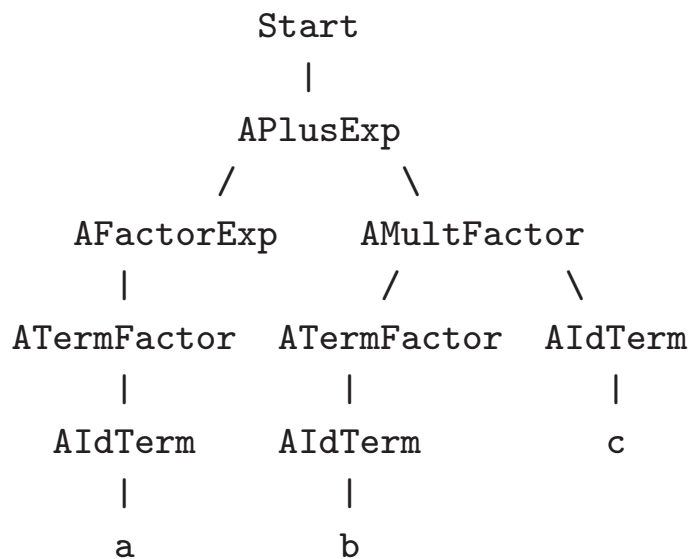 Start
|
APlusExp
/ \
AFactorExp AMultFactor
| / \
ATermFactor ATermFactor AIdTerm
| | |
AIdTerm AIdTerm c
| |
a b